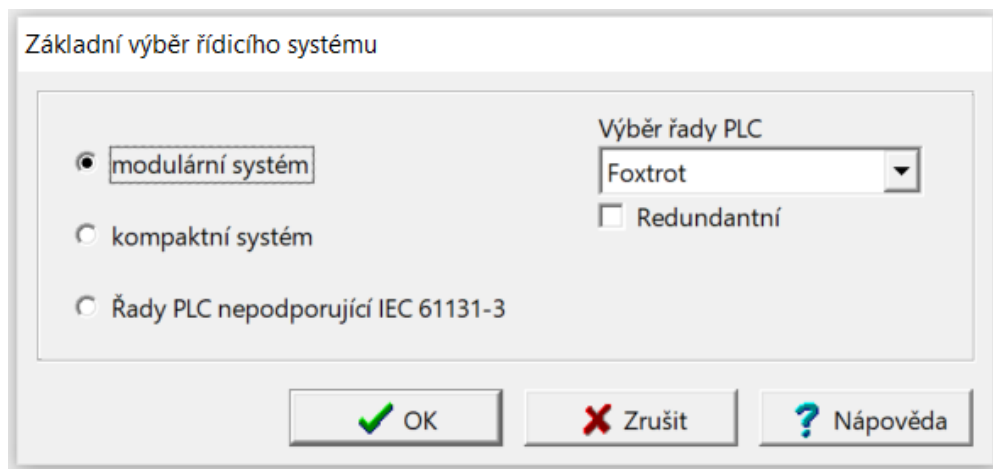 Základní výběr řídicího systému
modulární systém
kompaktní systém
Řady PLC nepodporující IEC 61131-3
Výběr řady PLC
Foxtrot
Redundantní
OK
Zrušit
Nápověda